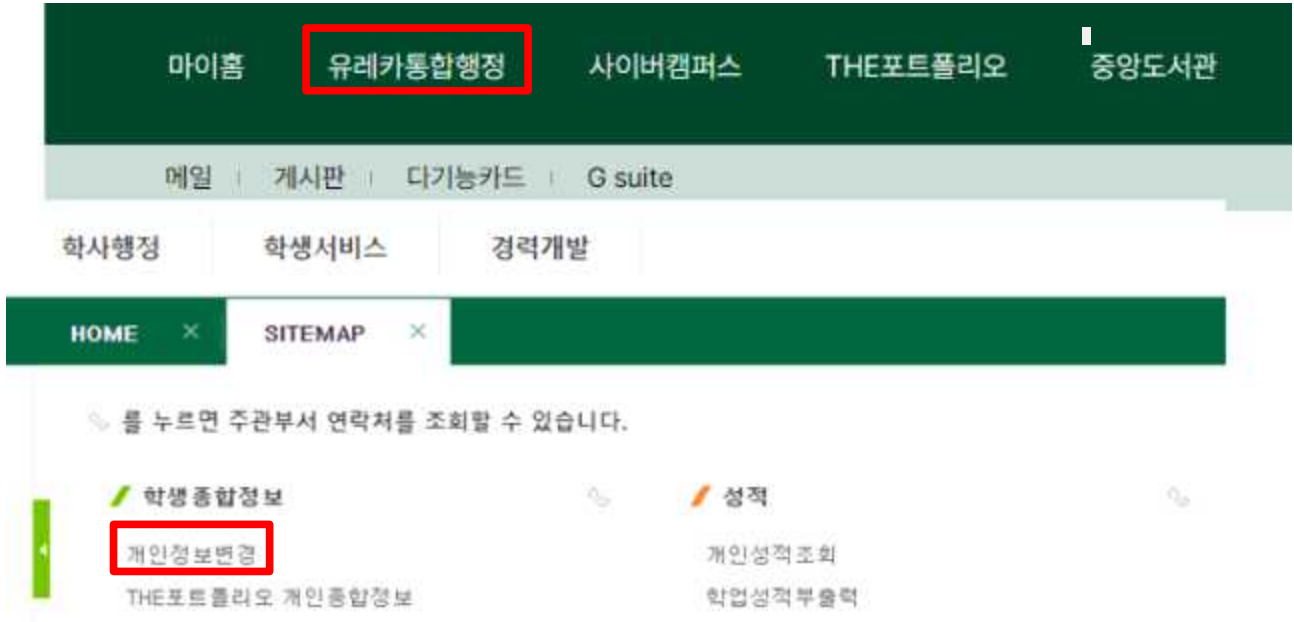 마이홈 유레카통합행정 사이버캠퍼스 THE포트폴리오 중앙도서관
메일 게시판 다기능카드 G suite
학사행정 학생서비스 경력개발
HOME × SITEMAP ×
를 누르면 주관부서 연락처를 조회할 수 있습니다.
학생종합정보 성적
개인정보변경 개인성적조회
THE포트폴리오 개인종합정보 학업성적부출력